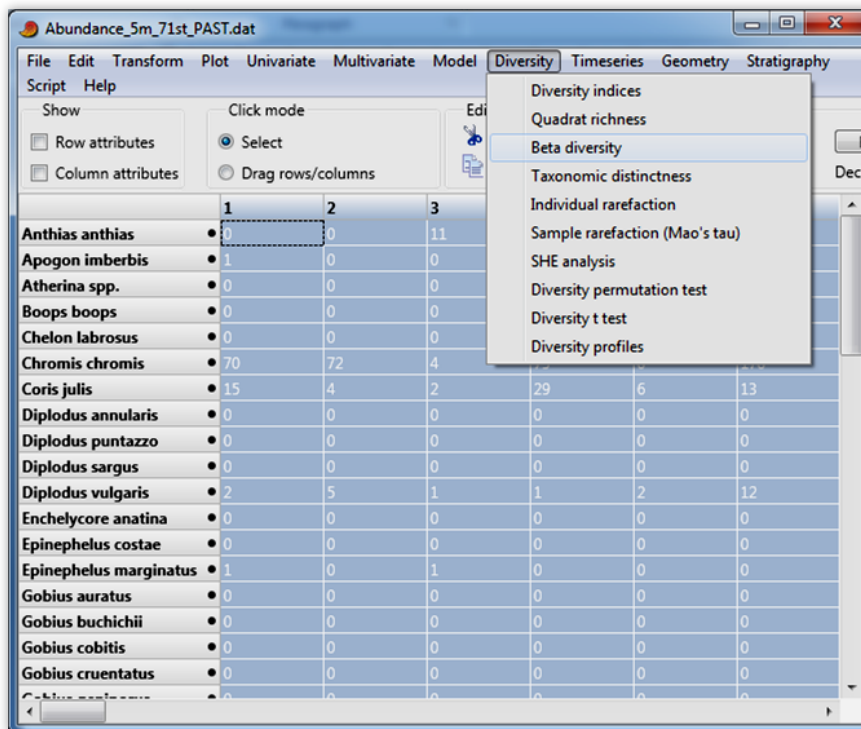 Abundance_5m_71st_PAST.dat
File Edit Transform Plot Univariate Multivariate Model Diversity Timeseries Geometry Stratigraphy
Script Help
Show
Row attributes
Column attributes
Click mode
Select
Drag rows/columns
Diversity indices
Quadrat richness
Beta diversity
Taxonomic distinctness
Individual rarefaction
Sample rarefaction (Mao's tau)
SHE analysis
Diversity permutation test
Diversity t test
Diversity profiles
1 2 3
Anthias anthias • 0 0 11
Apogon imberbis • 1 0 0
Atherina spp. • 0 0 0
Boops boops • 0 0 0
Chelon labrosus • 0 0 0
Chromis chromis • 70 72 4
Coris julis • 15 4 2 29 6 13
Diplodus annularis • 0 0 0 0 0 0
Diplodus puntazzo • 0 0 0 0 0 0
Diplodus sargus • 0 0 0 0 0 0
Diplodus vulgaris • 2 5 1 1 2 12
Enchelycore anatina • 0 0 0 0 0 0
Epinephelus costae • 0 0 0 0 0 0
Epinephelus marginatus • 1 0 1 0 0 0
Gobius auratus • 0 0 0 0 0 0
Gobius buchichii • 0 0 0 0 0 0
Gobius cobitis • 0 0 0 0 0 0
Gobius cruentatus • 0 0 0 0 0 0